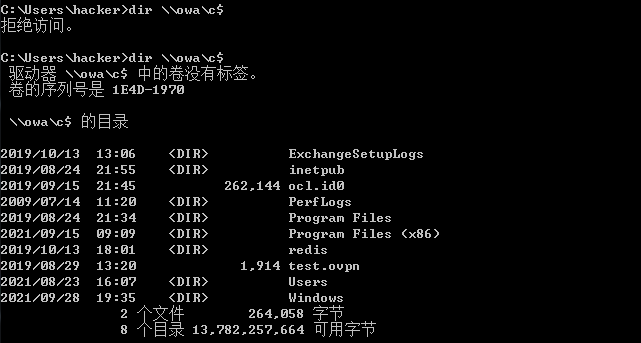 C:\Users\hacker>dir \\owa\c$
拒绝访问。
C:\Users\hacker>dir \\owa\c$
驱动器 \\owa\c$ 中的卷没有标签。
卷的序列号是 1E4D-1970
\\owa\c$ 的目录
2019/10/13  13:06    <DIR>          ExchangeSetupLogs
2019/08/24  21:55    <DIR>          inetpub
2019/09/15  21:45           262,144 ocl.id0
2009/07/14  11:20    <DIR>          PerfLogs
2019/08/24  21:34    <DIR>          Program Files
2021/09/15  09:09    <DIR>          Program Files (x86)
2019/10/13  18:01    <DIR>          redis
2019/08/29  13:20             1,914 test.ovpn
2021/08/23  16:07    <DIR>          Users
2021/09/28  19:35    <DIR>          Windows
2 个文件        264,058 字节
8 个目录 13,782,257,664 可用字节